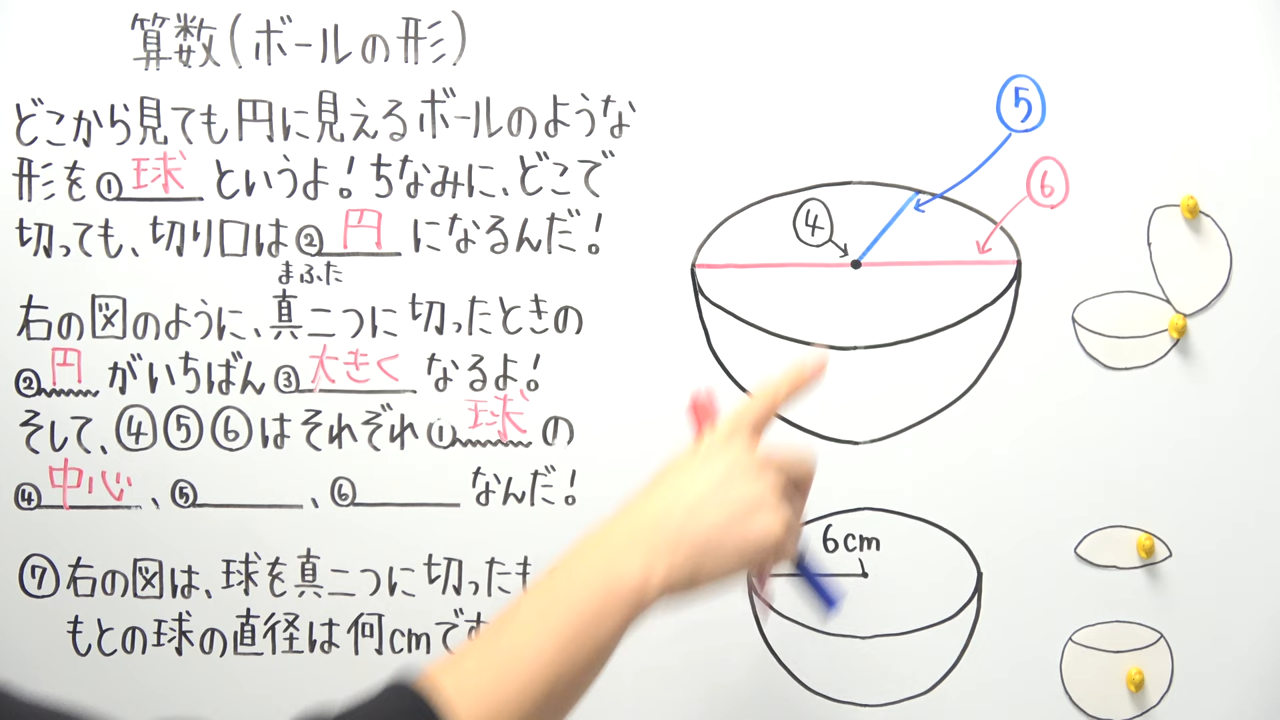 算数(ボールの形)
どこから見ても円に見えるボールのような
形を①球というよ!ちなみに、どこで
切っても、切り口は②円になるんだ!
まふた
右の図のように、真二つに切ったときの
②円がいちばん③大きくなるよ!
そして、④⑤⑥はそれぞれ①球の
④中心、⑤、⑥なんだ!
⑦右の図は、球を真二つに切った
もとの球の直径は何cmで
⑤
⑥
④
6cm